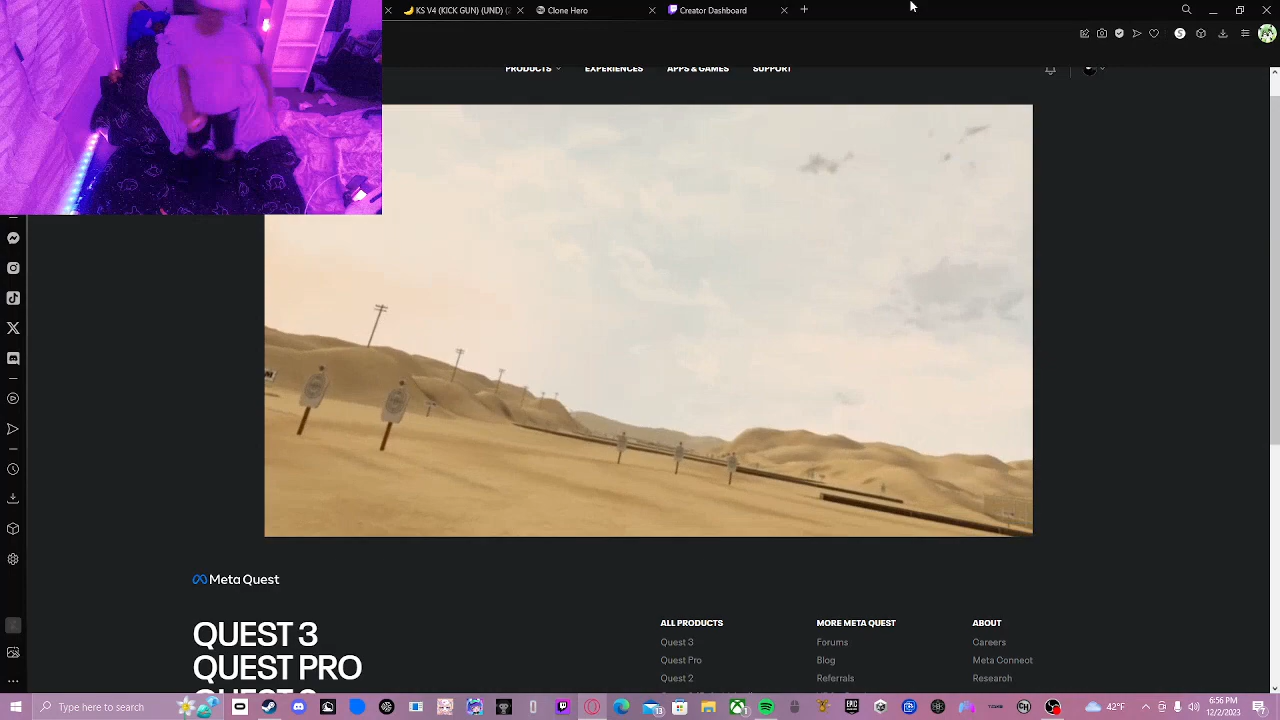 KS V4 (KICK GUN) (UND) (
Clone Hero
Creator Dashboard
PRODUCTS
EXPERIENCES
APPS & GAMES
SUPPORT
Meta Quest
QUEST 3
QUEST PRO
ALL PRODUCTS
Quest 3
Quest Pro
Quest 2
MORE META QUEST
Forums
Blog
Referrals
ABOUT
Careers
Meta Connect
Research
Type here to search
6:56 PM
12/2/2023